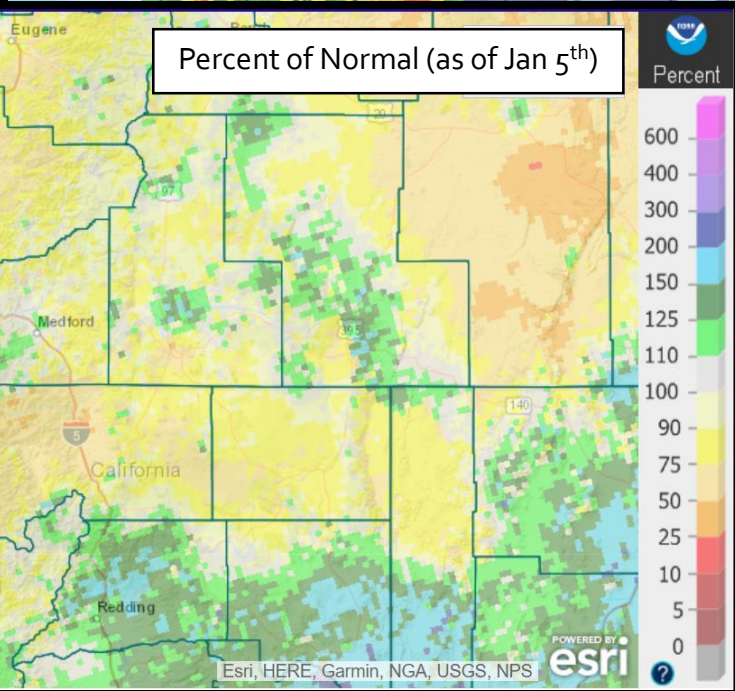 Eugene
Percent of Normal (as of Jan 5th)
NOAA
Percent
20
97
395
Medford
140
5
California
Redding
600
400
300
200
150
125
110
100
90
75
50
25
10
5
0
?
POWERED BY
esri
Esri, HERE, Garmin, NGA, USGS, NPS